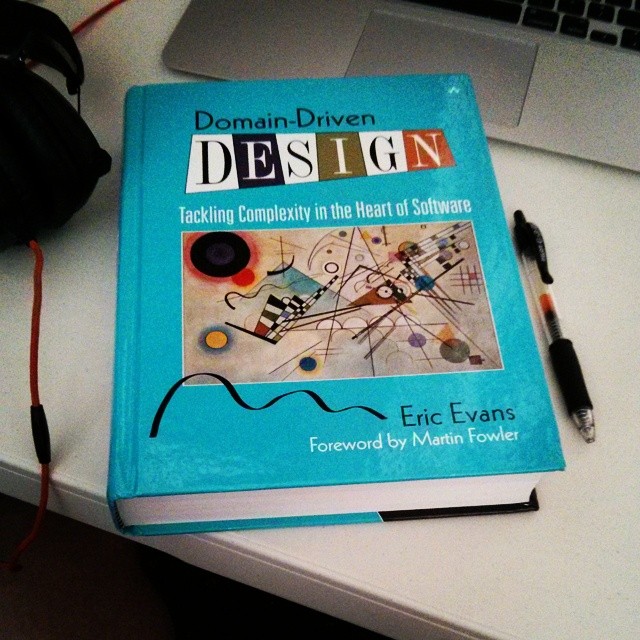 Domain-Driven
DESIGN
Tackling Complexity in the Heart of Software
Eric Evans
Foreword by Martin Fowler